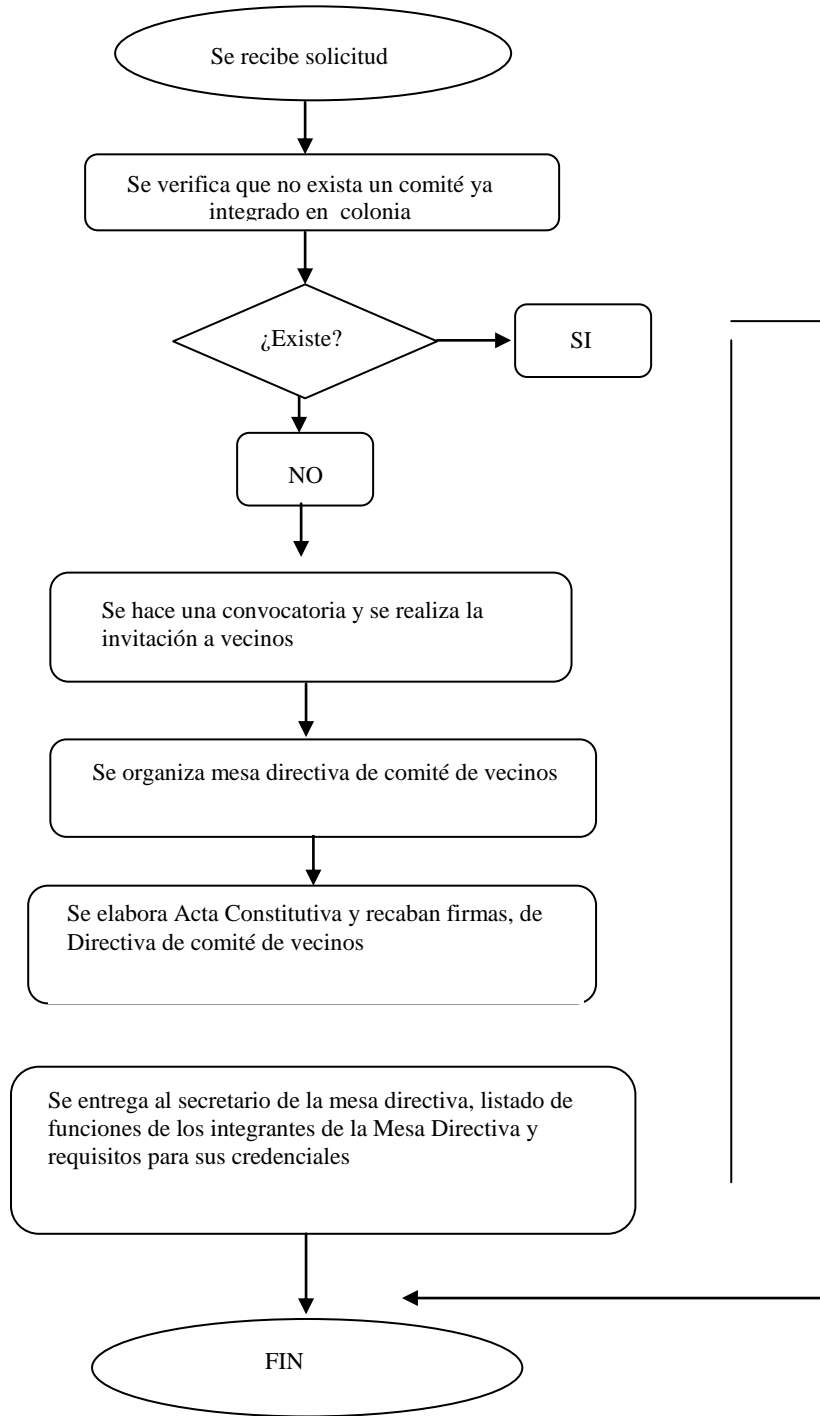 Se recibe solicitud
Se verifica que no exista un comité ya
integrado en colonia
¿Existe?
SI
NO
Se hace una convocatoria y se realiza la
invitación a vecinos
Se organiza mesa directiva de comité de vecinos
Se elabora Acta Constitutiva y recaban firmas, de
Directiva de comité de vecinos
Se entrega al secretario de la mesa directiva, listado de
funciones de los integrantes de la Mesa Directiva y
requisitos para sus credenciales
FIN